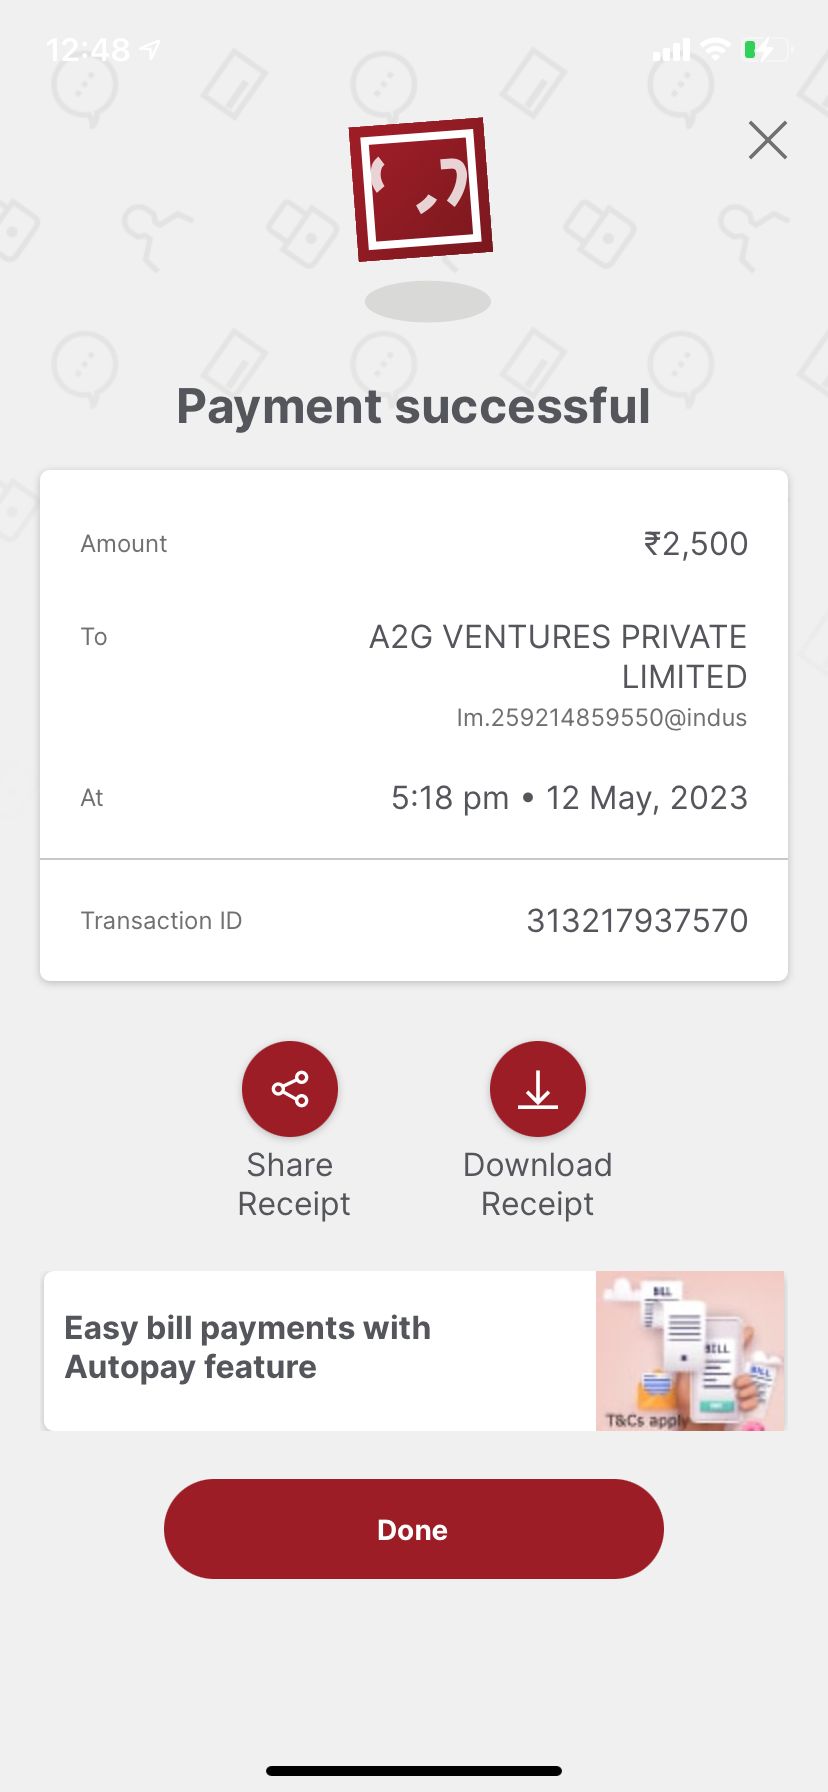 12:48
Payment successful
Amount ₹2,500
To A2G VENTURES PRIVATE
LIMITED
Im.259214859550@indus
At 5:18 pm • 12 May, 2023
Transaction ID 313217937570
Share
Receipt
Download
Receipt
Easy bill payments with
Autopay feature
BILL
BILL
BILL
T&Cs apply
Done